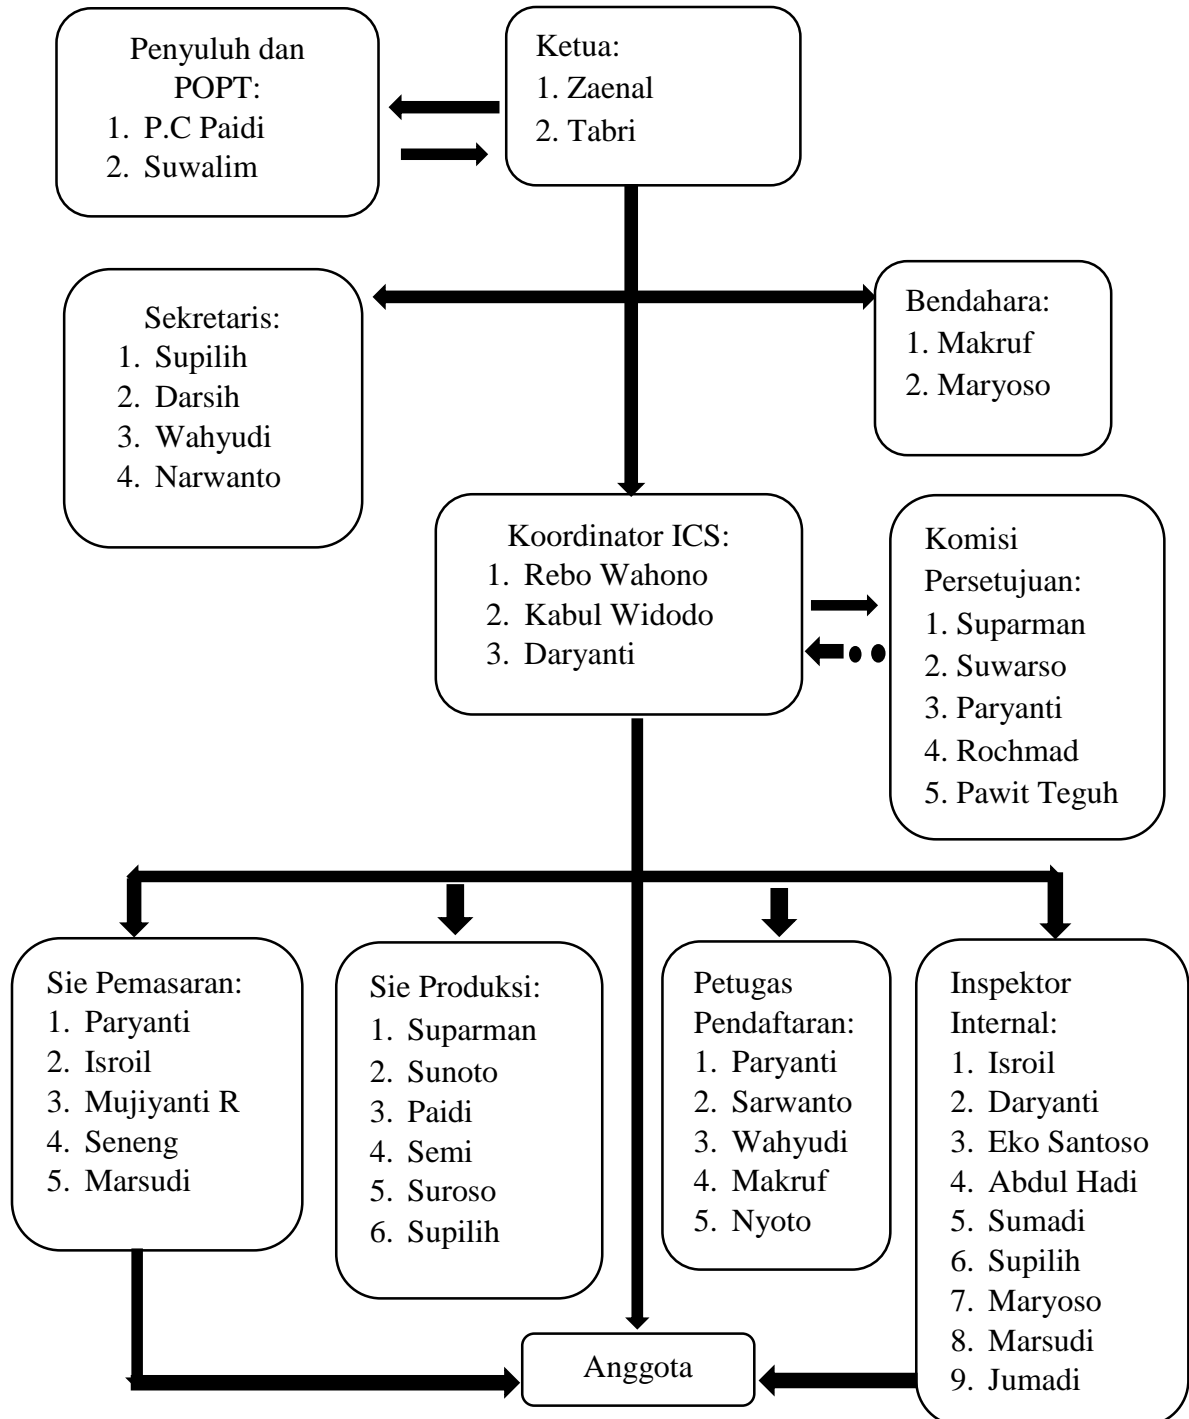 Penyuluh dan
POPT:
1. P.C Paidi
2. Suwalim
Ketua:
1. Zaenal
2. Tabri
Sekretaris:
1. Supilih
2. Darsih
3. Wahyudi
4. Narwanto
Bendahara:
1. Makruf
2. Maryoso
Koordinator ICS:
1. Rebo Wahono
2. Kabul Widodo
3. Daryanti
Komisi
Persetujuan:
1. Suparman
2. Suwarso
3. Paryanti
4. Rochmad
5. Pawit Teguh
Sie Pemasaran:
1. Paryanti
2. Isroil
3. Mujiyanti R
4. Seneng
5. Marsudi
Sie Produksi:
1. Suparman
2. Sunoto
3. Paidi
4. Semi
5. Suroso
6. Supilih
Petugas
Pendaftaran:
1. Paryanti
2. Sarwanto
3. Wahyudi
4. Makruf
5. Nyoto
Inspektor
Internal:
1. Isroil
2. Daryanti
3. Eko Santoso
4. Abdul Hadi
5. Sumadi
6. Supilih
7. Maryoso
8. Marsudi
9. Jumadi
Anggota